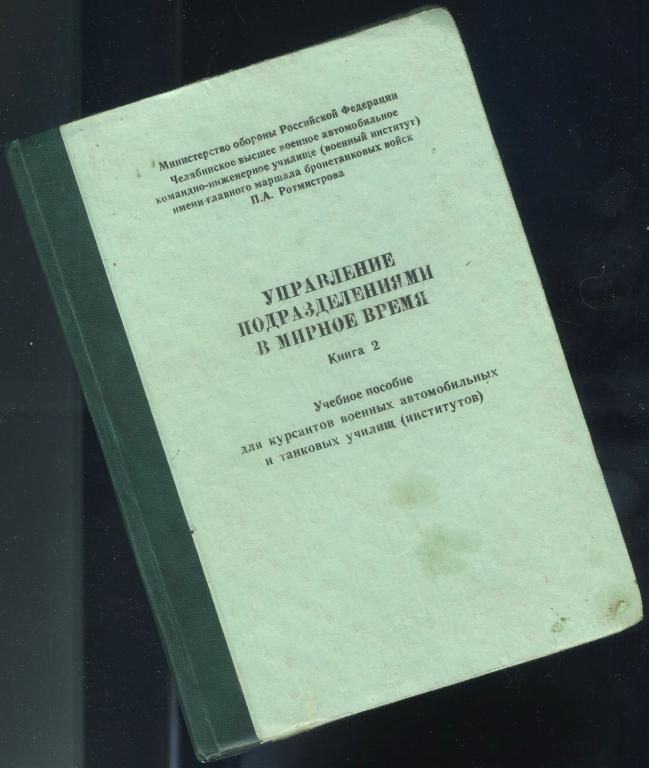 Министерство обороны Российской Федерации
Челябинское высшее военное автомобильное
командно-инженерное училище (военный институт)
имени главного маршала бронетанковых войск
П.А. Ротмистрова
УПРАВЛЕНИЕ
ПОДРАЗДЕЛЕНИЯМИ
В МИРНОЕ ВРЕМЯ
Книга 2
Учебное пособие
для курсантов военных автомобильных
и танковых училищ (институтов)